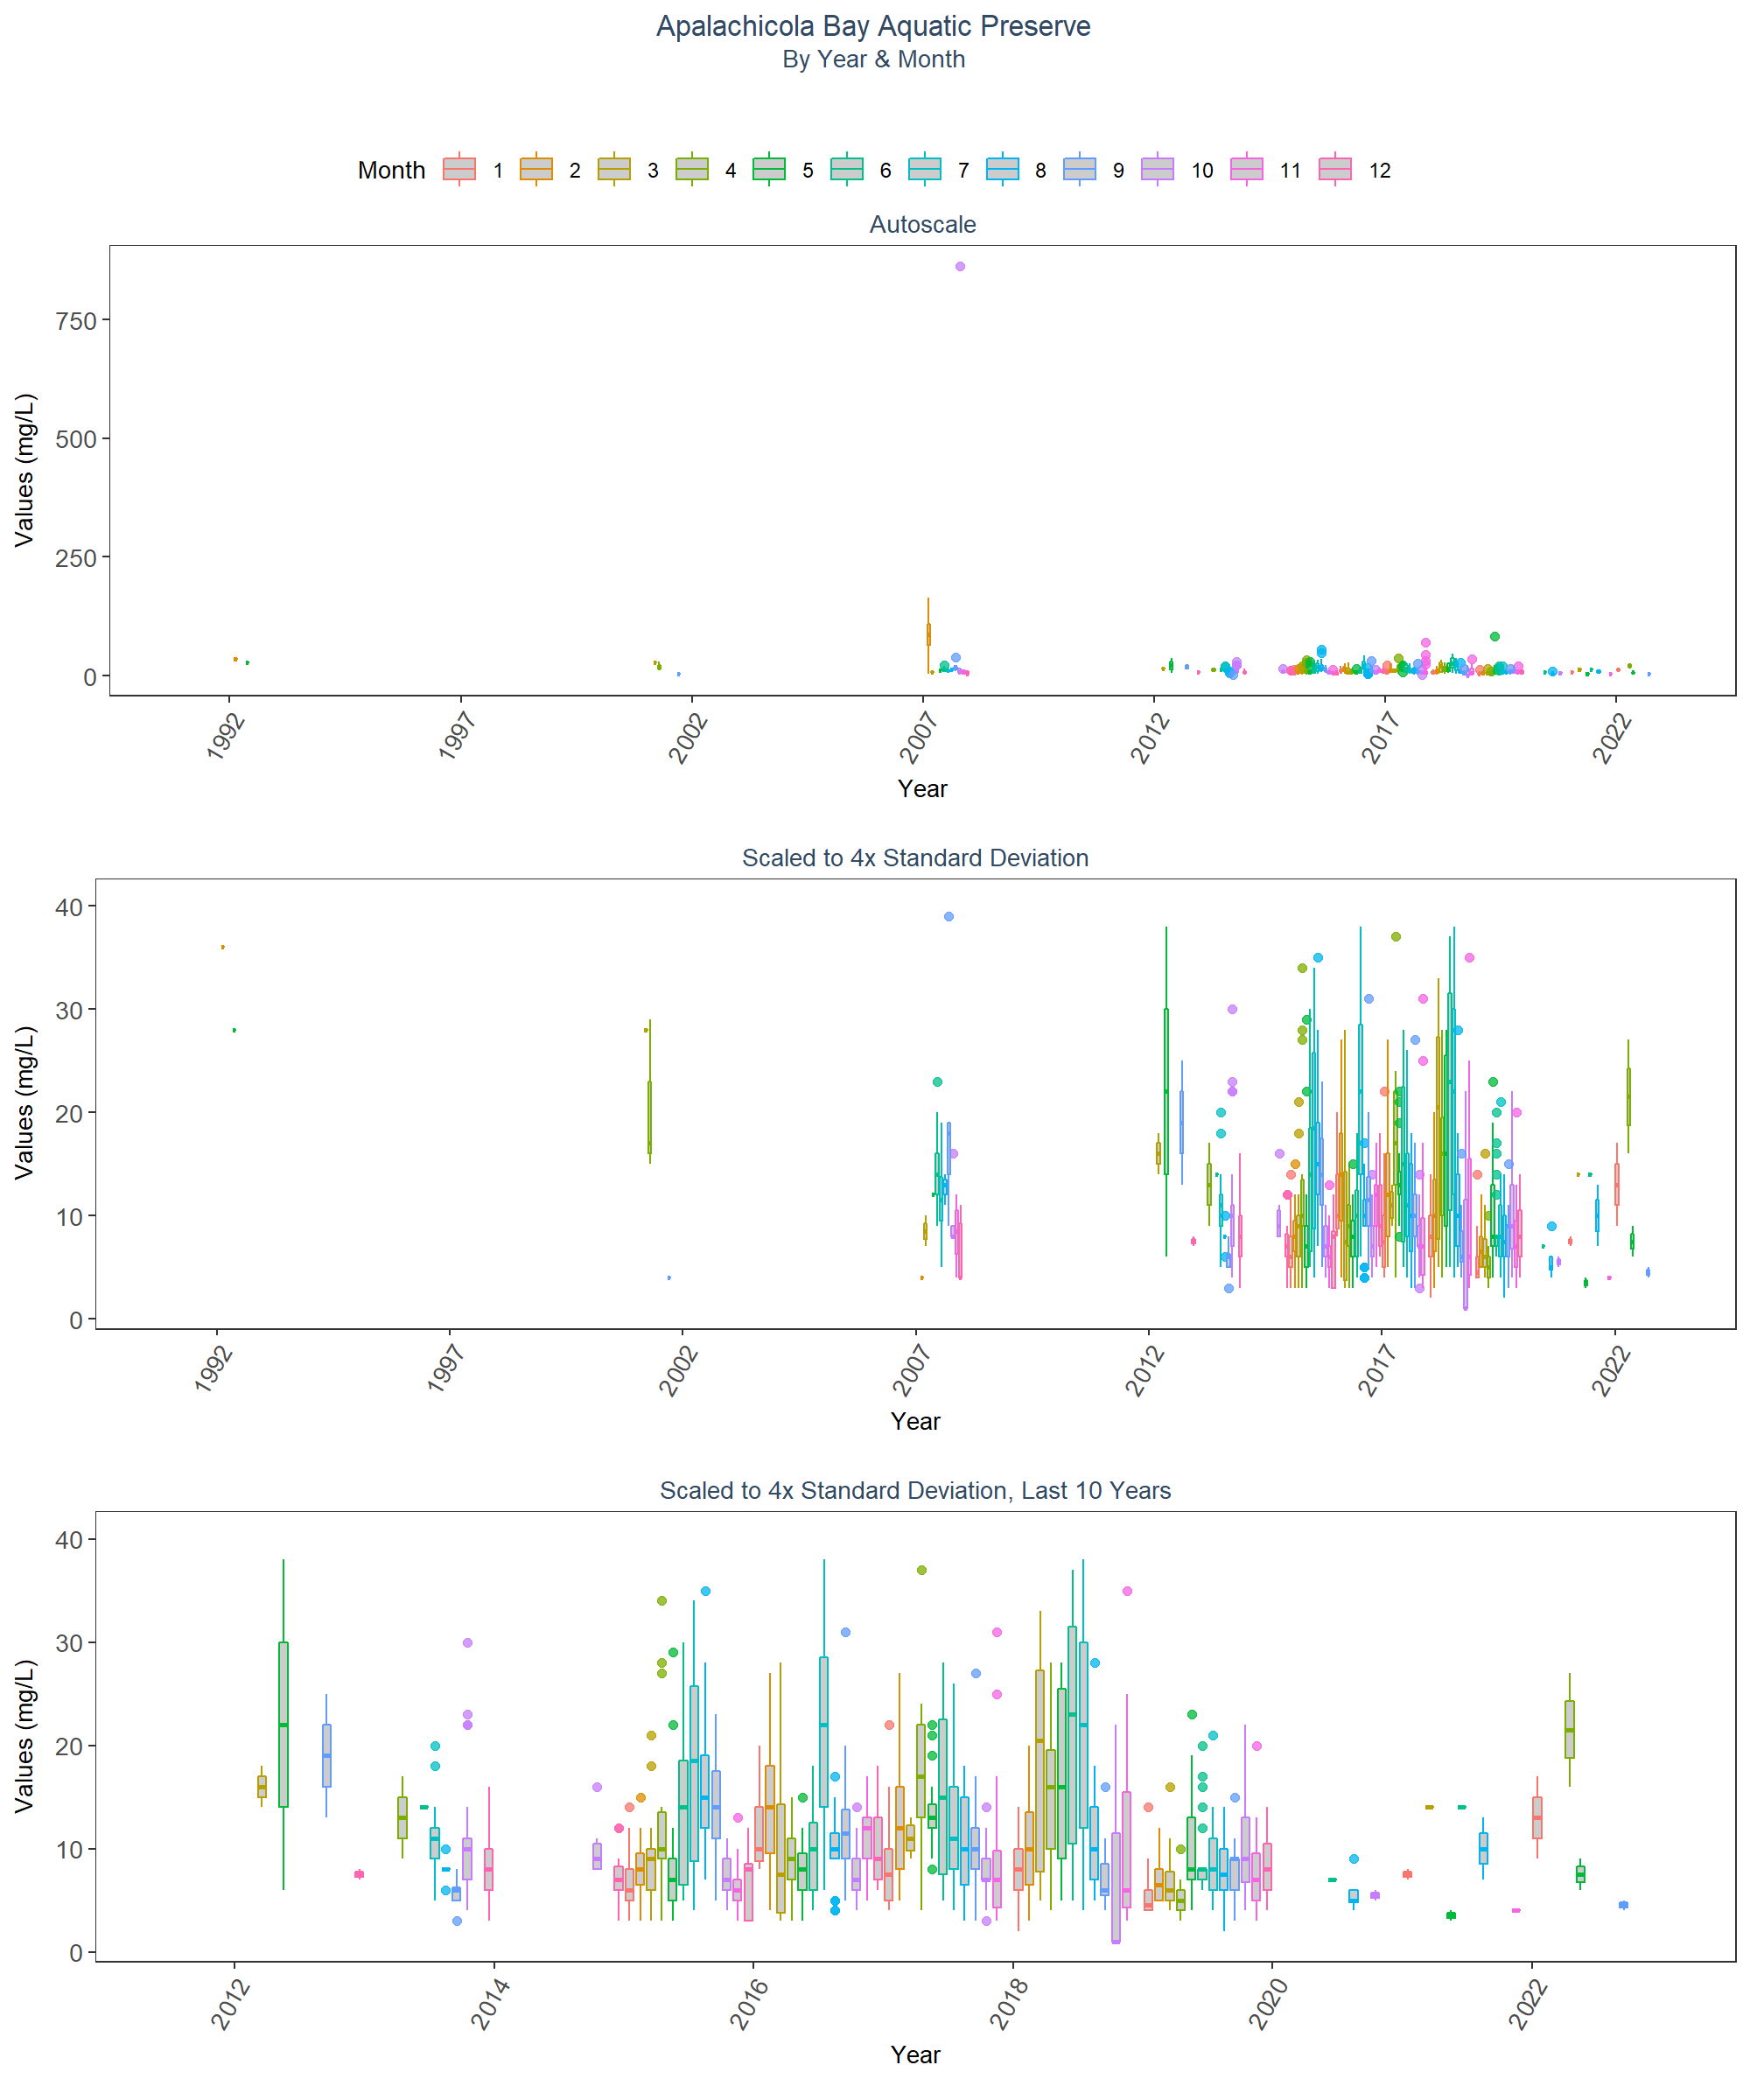 Apalachicola Bay Aquatic Preserve
By Year & Month
Month 1 2 3 4 5 6 7 8 9 10 11 12
Autoscale
Values (mg/L)
750
500
250
0
1992 1997 2002 2007 2012 2017 2022
Year
Scaled to 4x Standard Deviation
Values (mg/L)
40
30
20
10
0
1992 1997 2002 2007 2012 2017 2022
Year
Scaled to 4x Standard Deviation, Last 10 Years
Values (mg/L)
40
30
20
10
0
2012 2014 2016 2018 2020 2022
Year